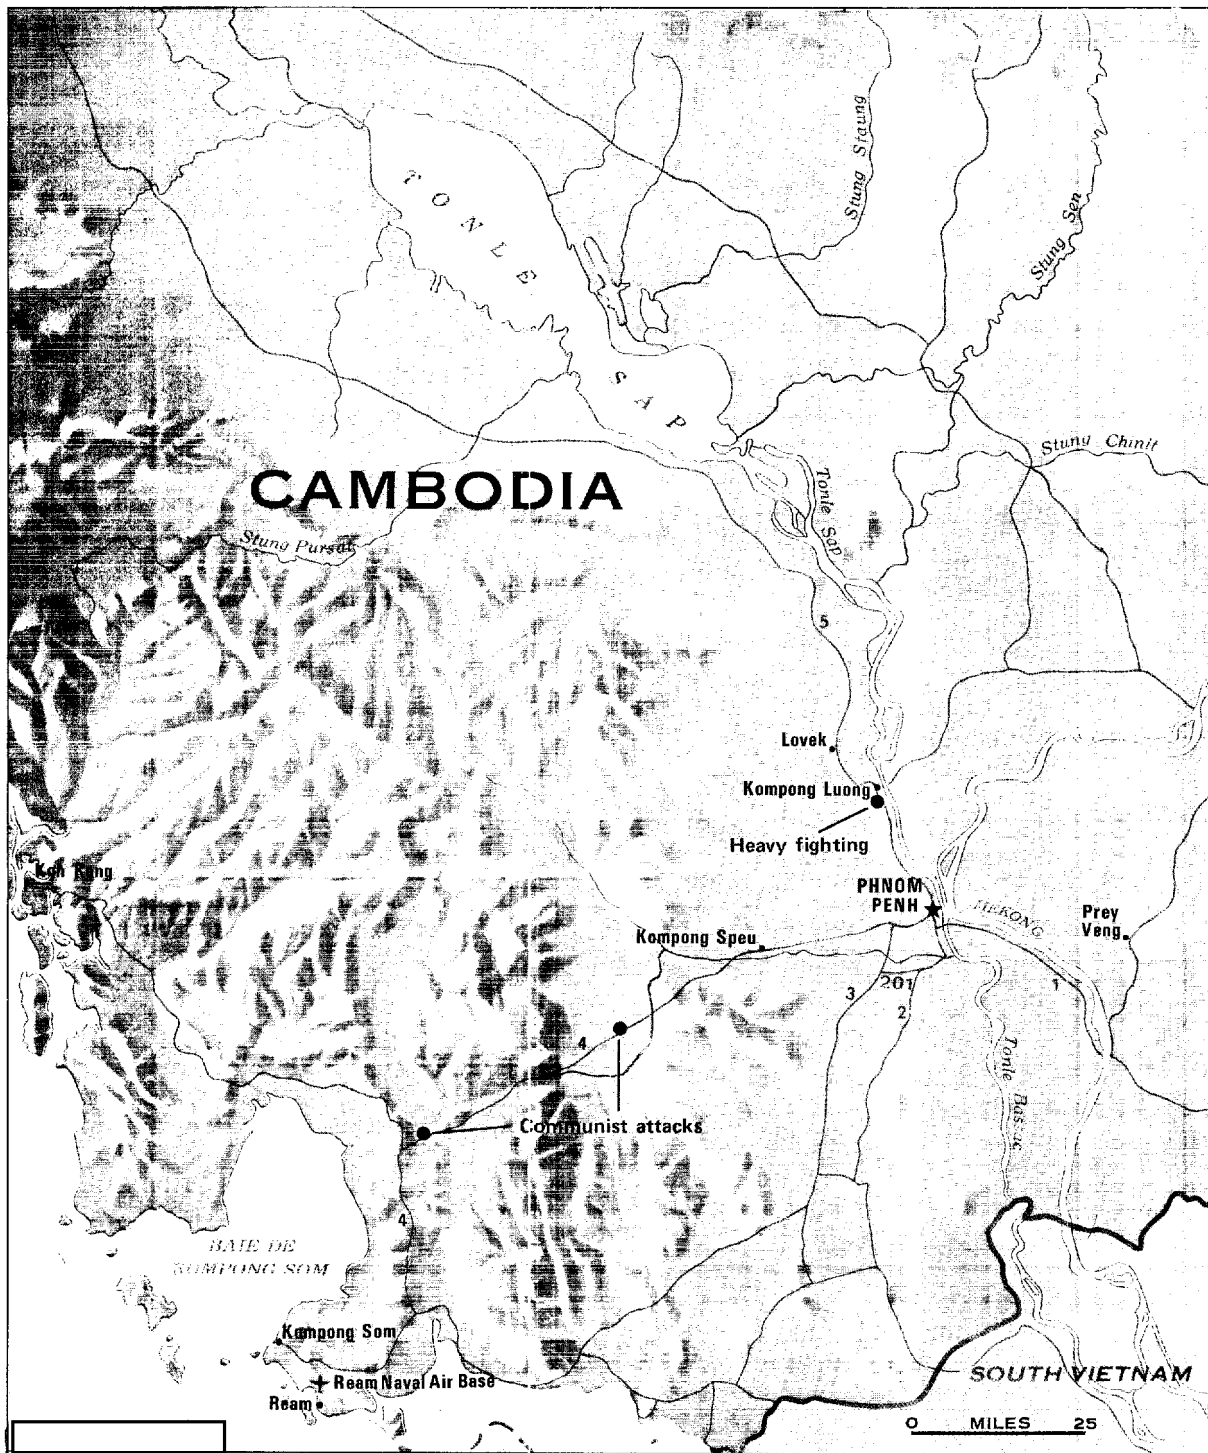 Stung Staung
Stung Sen
TONLE
SAP
Stung Chinit
CAMBODIA
Tonle Sap
Stung Pursat
5
Lovek
Kompong Luong
Heavy fighting
Koh Kong
PHNOM
PENH
MEKONG
Prey
Veng
Kompong Speu
201
3
2
1
4
Tonle Bassac
Communist attacks
4
BAIE DE
KOMPONG SOM
Kompong Som
Ream Naval Air Base
Ream
SOUTH VIETNAM
0 MILES 25